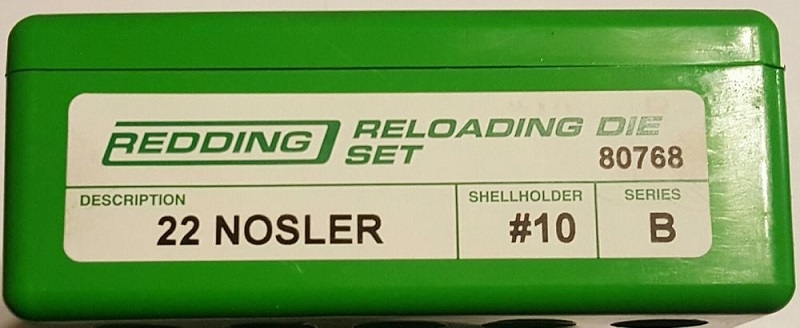 REDDING RELOADING DIE
SET 80768
DESCRIPTION SHELLHOLDER SERIES
22 NOSLER #10 B